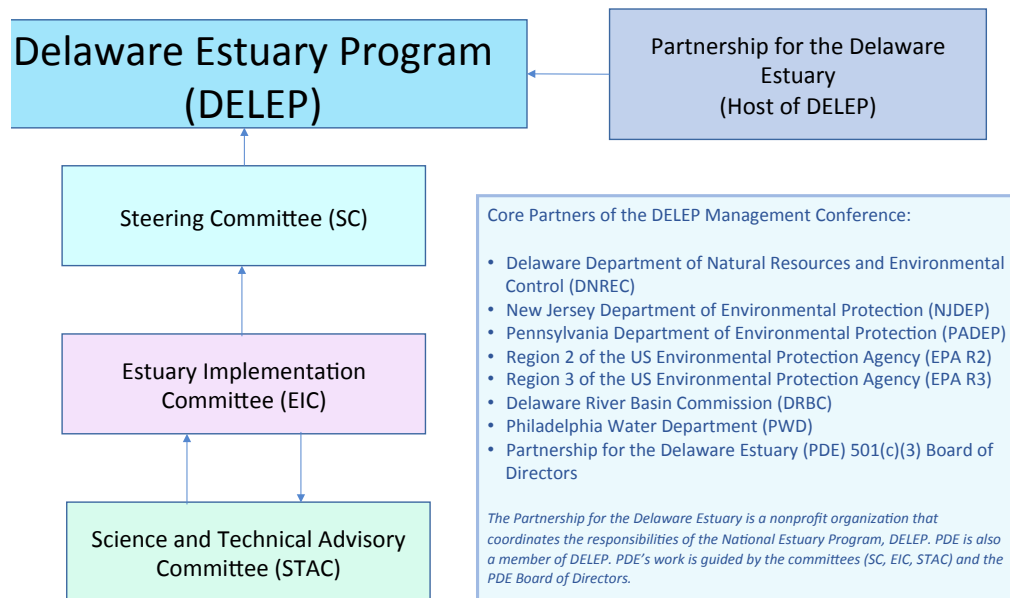 Delaware Estuary Program
(DELEP)
Partnership for the Delaware
Estuary
(Host of DELEP)
Steering Committee (SC)
Estuary Implementation
Committee (EIC)
Science and Technical Advisory
Committee (STAC)
Core Partners of the DELEP Management Conference:
• Delaware Department of Natural Resources and Environmental
Control (DNREC)
• New Jersey Department of Environmental Protection (NJDEP)
• Pennsylvania Department of Environmental Protection (PADEP)
• Region 2 of the US Environmental Protection Agency (EPA R2)
• Region 3 of the US Environmental Protection Agency (EPA R3)
• Delaware River Basin Commission (DRBC)
• Philadelphia Water Department (PWD)
• Partnership for the Delaware Estuary (PDE) 501(c)(3) Board of
Directors
The Partnership for the Delaware Estuary is a nonprofit organization that
coordinates the responsibilities of the National Estuary Program, DELEP. PDE is also
a member of DELEP. PDE’s work is guided by the committees (SC, EIC, STAC) and the
PDE Board of Directors.